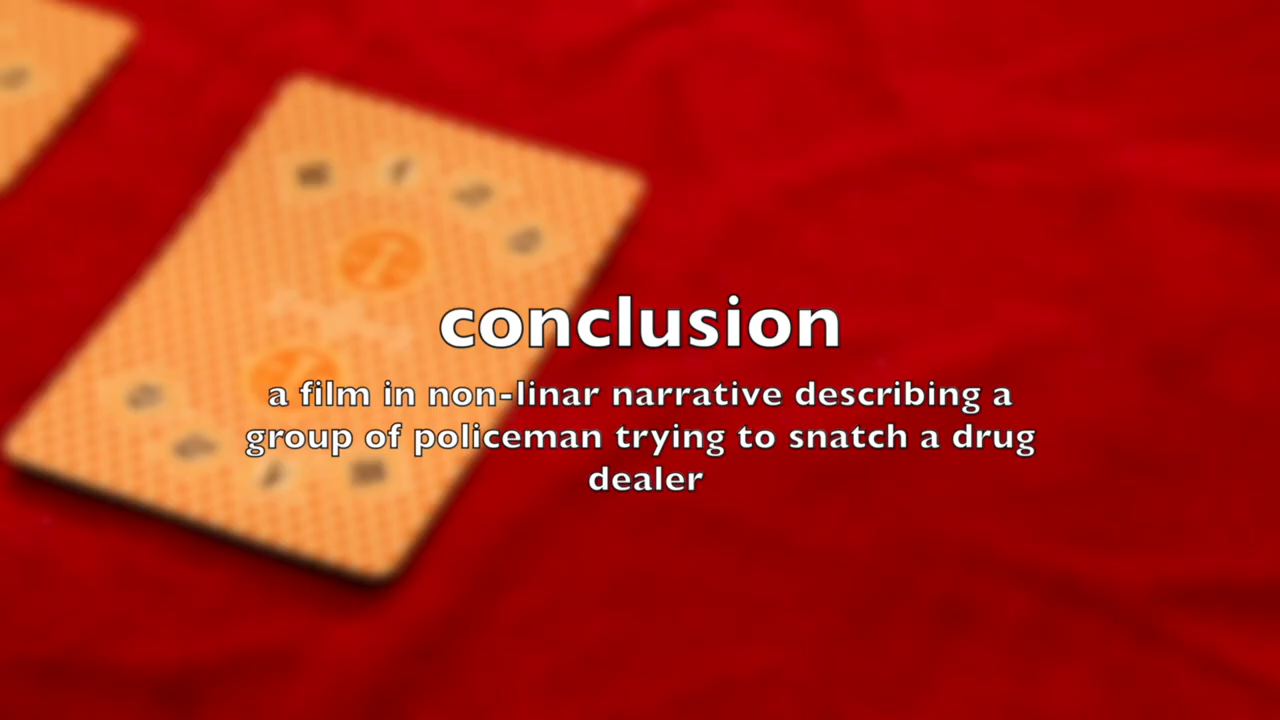 conclusion
a film in non-linar narrative describing a
group of policeman trying to snatch a drug
dealer